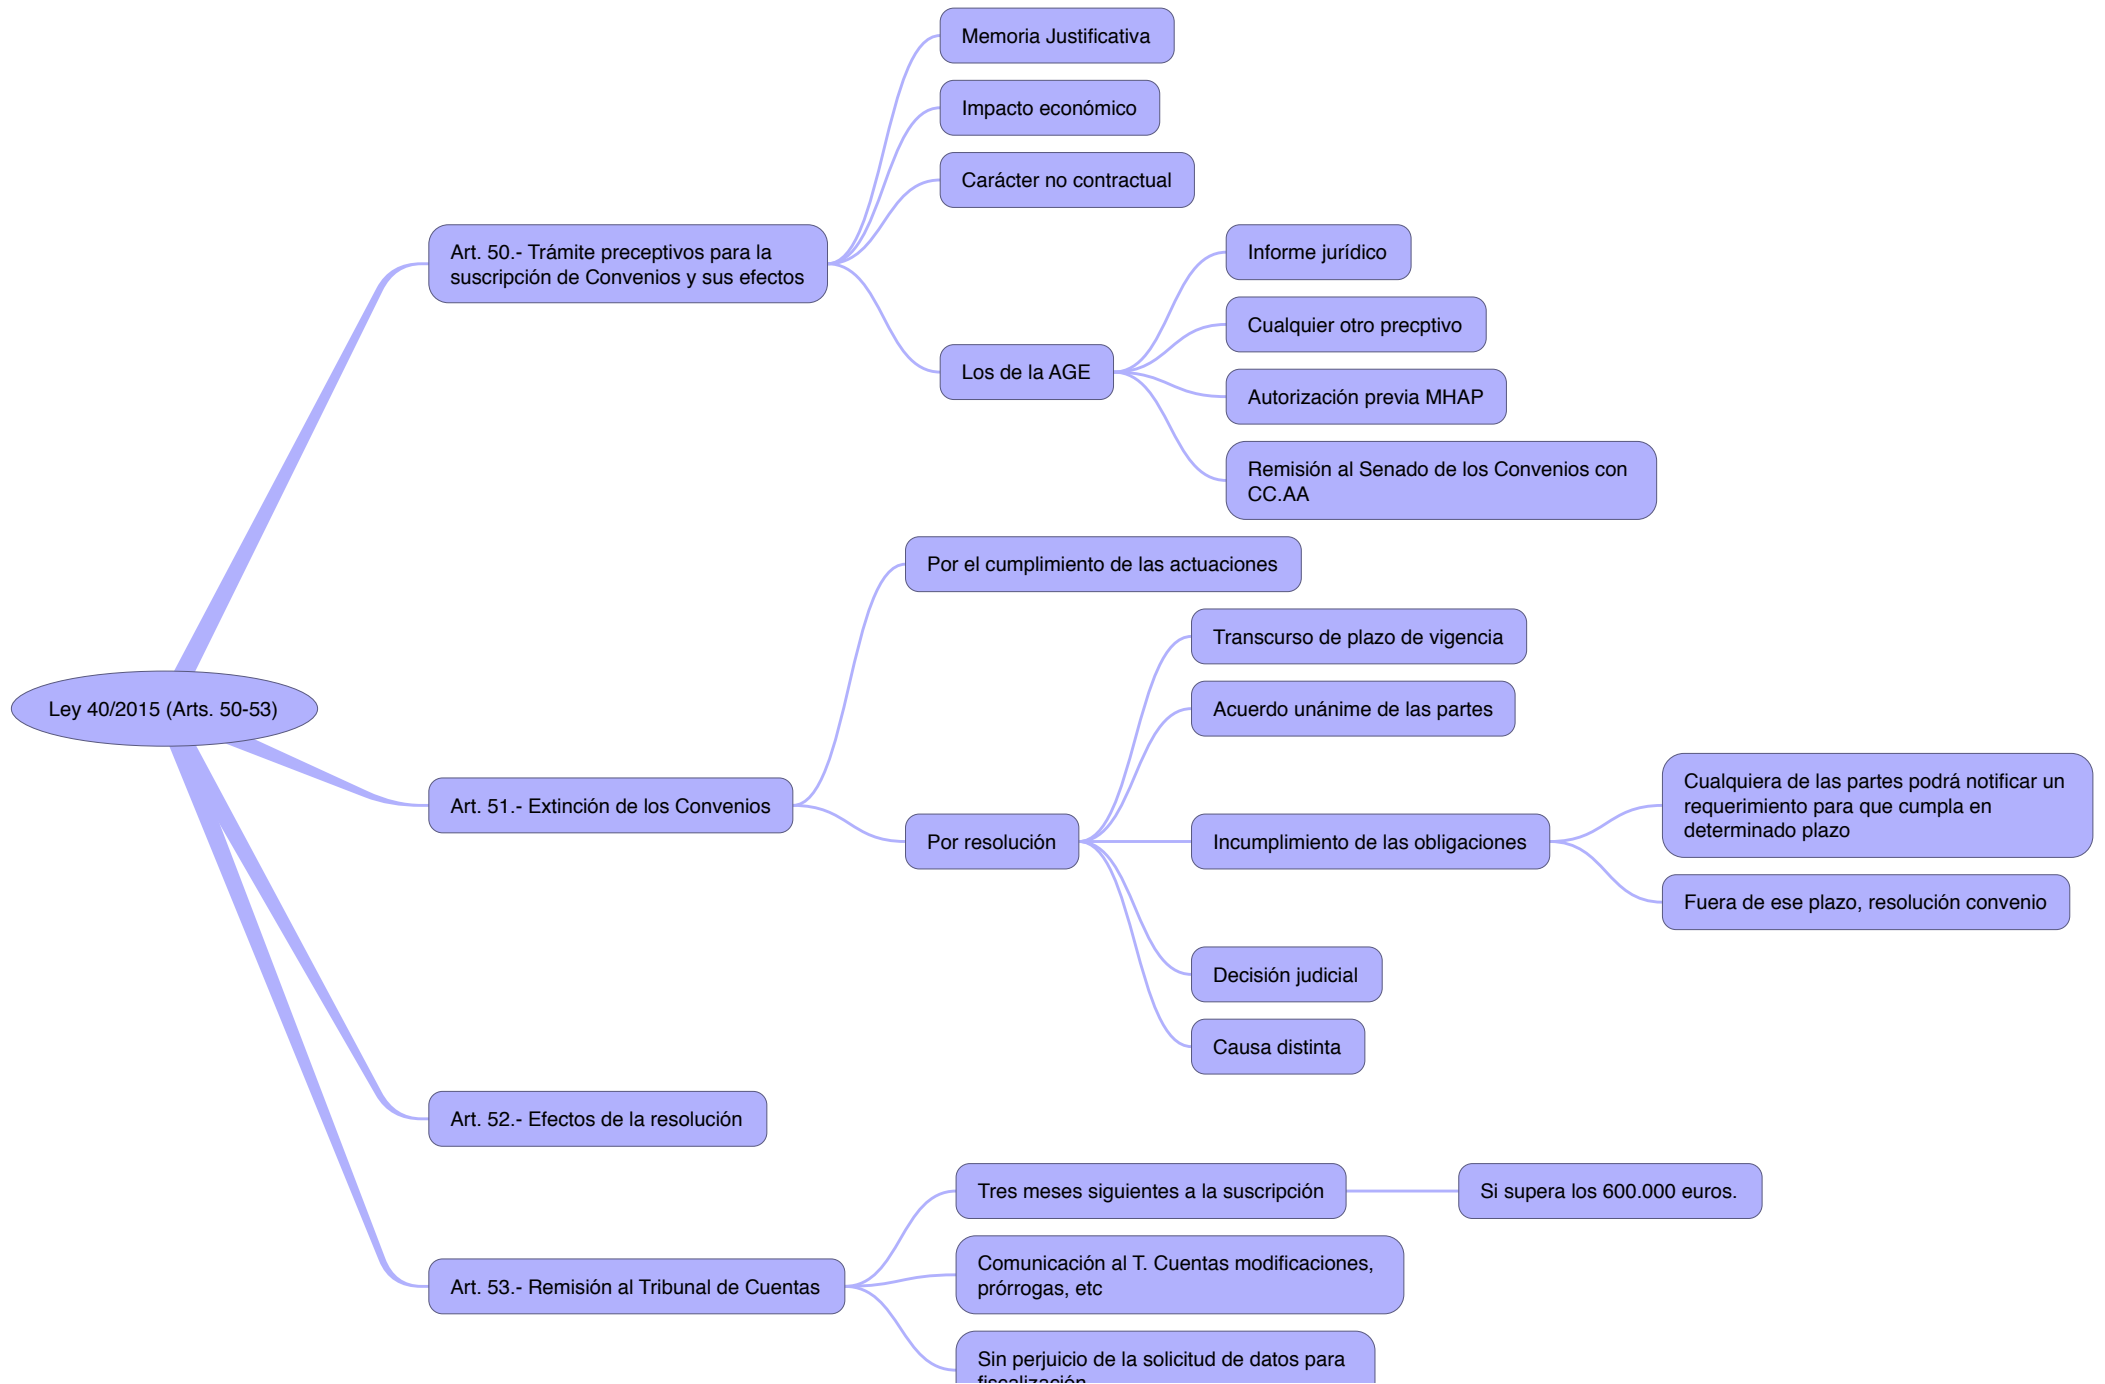 Memoria Justificativa
Impacto económico
Carácter no contractual
Art. 50.- Trámite preceptivos para la
suscripción de Convenios y sus efectos
Informe jurídico
Cualquier otro precptivo
Los de la AGE
Autorización previa MHAP
Remisión al Senado de los Convenios con
CC.AA
Por el cumplimiento de las actuaciones
Transcurso de plazo de vigencia
Ley 40/2015 (Arts. 50-53)
Acuerdo unánime de las partes
Art. 51.- Extinción de los Convenios
Cualquiera de las partes podrá notificar un
requerimiento para que cumpla en
determinado plazo
Por resolución
Incumplimiento de las obligaciones
Fuera de ese plazo, resolución convenio
Decisión judicial
Causa distinta
Art. 52.- Efectos de la resolución
Tres meses siguientes a la suscripción
Si supera los 600.000 euros.
Art. 53.- Remisión al Tribunal de Cuentas
Comunicación al T. Cuentas modificaciones,
prórrogas, etc
Sin perjuicio de la solicitud de datos para
fiscalización